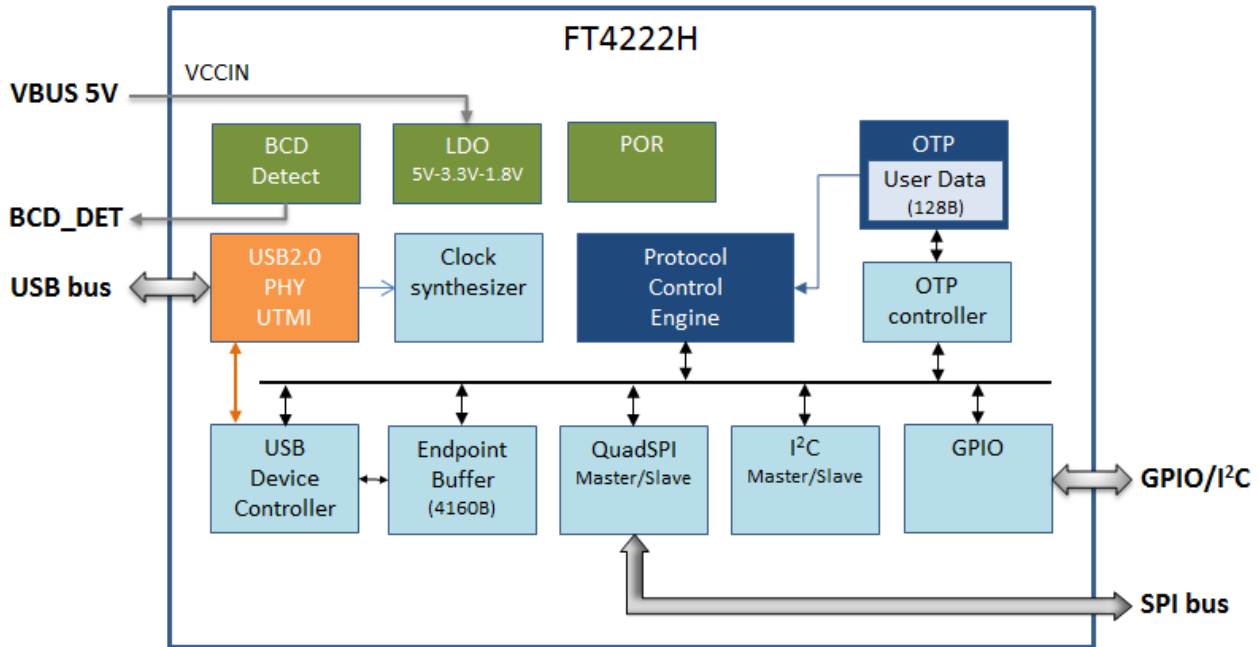 FT4222H
VCCIN
VBUS 5V
BCD
Detect
LDO
5V-3.3V-1.8V
POR
OTP
User Data
(128B)
BCD_DET
USB bus
USB2.0
PHY
UTMI
Clock
synthesizer
Protocol
Control
Engine
OTP
controller
USB
Device
Controller
Endpoint
Buffer
(4160B)
QuadSPI
Master/Slave
I²C
Master/Slave
GPIO
GPIO/I²C
SPI bus